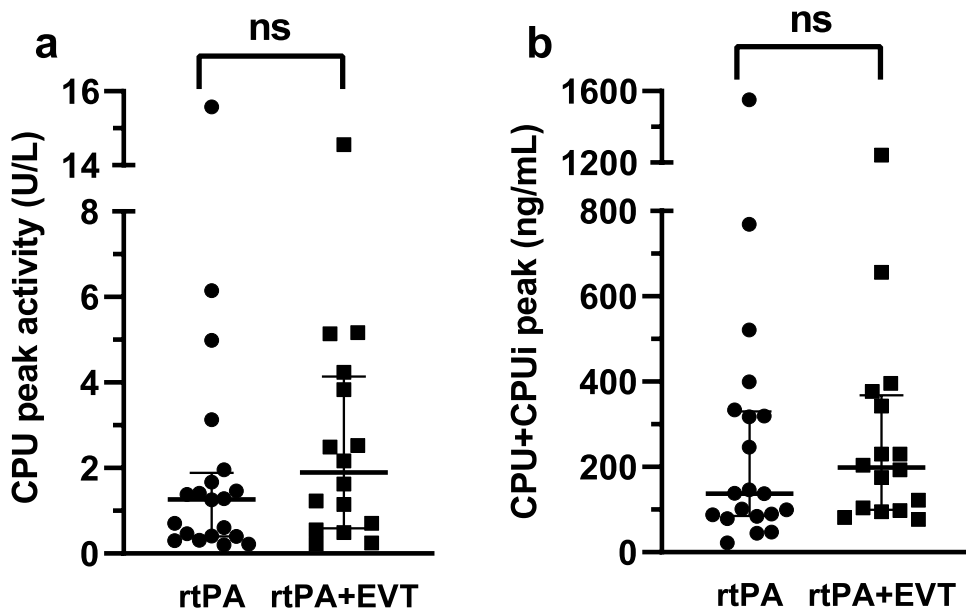 a
ns
CPU peak activity (U/L)
16
14
8
6
4
2
0
rtPA rtPA+EVT
b
ns
CPU+CPUi peak (ng/mL)
1600
1200
800
600
400
200
0
rtPA rtPA+EVT